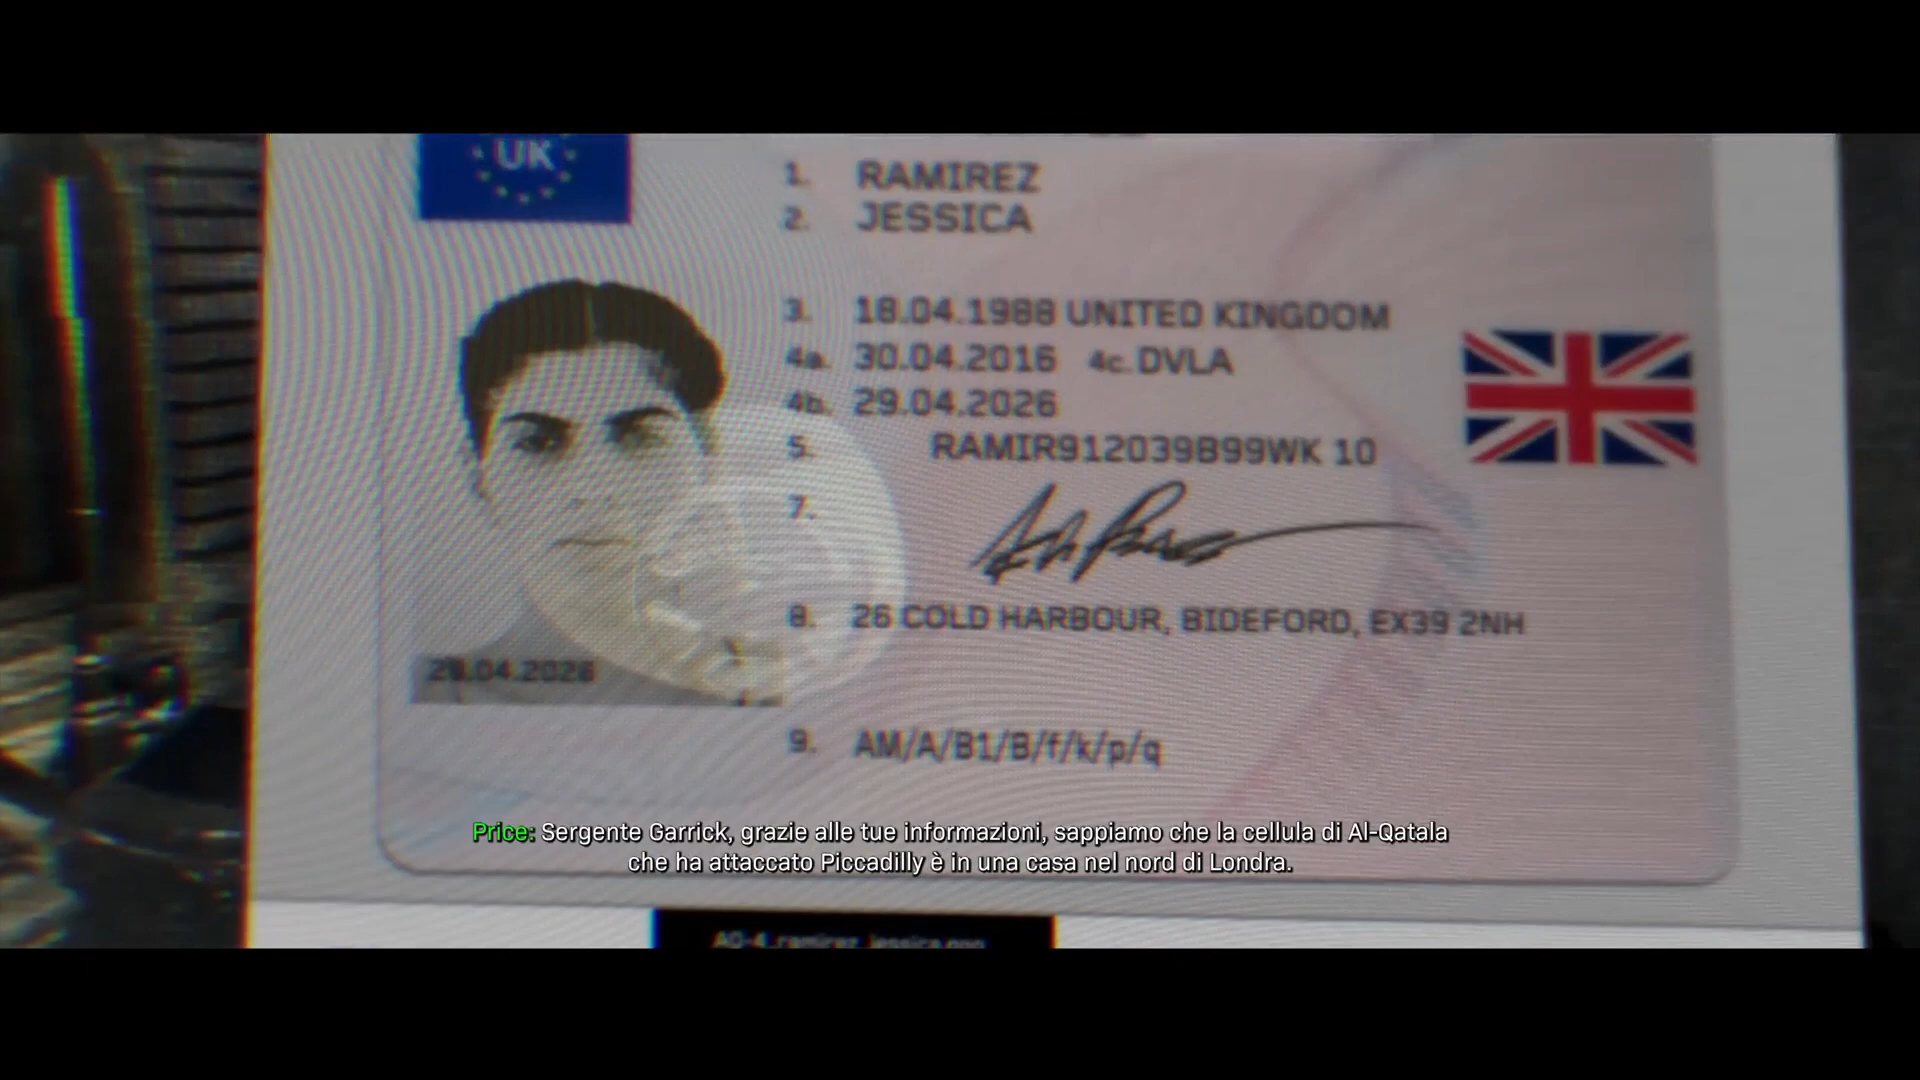 UK
1. RAMIREZ
2. JESSICA
3. 18.04.1988 UNITED KINGDOM
4a. 30.04.2016 4c. DVLA
4b. 29.04.2026
5. RAMIR912039B99WK 10
7.
8. 26 COLD HARBOUR, BIDEFORD, EX39 2NH
29.04.2026
9. AM/A/B1/B/f/k/p/q
Price: Sergente Garrick, grazie alle tue informazioni, sappiamo che la cellula di Al-Qatala
che ha attaccato Piccadilly è in una casa nel nord di Londra.
AQ-4_ramirez_jessica.png